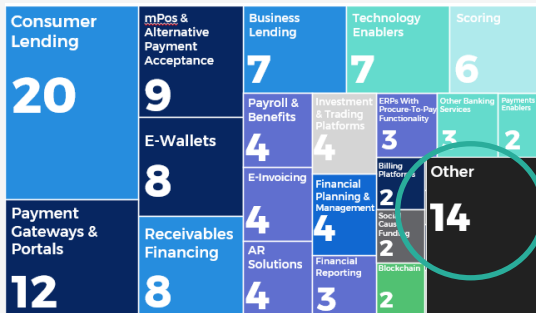 Consumer
Lending
20
mPos &
Alternative
Payment
Acceptance
9
Business
Lending
7
Technology
Enablers
7
Scoring
6
Payroll &
Benefits
4
Investment
& Trading
Platforms
4
ERPs With
Procure-To-Pay
Functionality
3
Other Banking
Services
3
Payments
Enablers
2
E-Wallets
8
E-Invoicing
4
Financial
Planning &
Management
4
Billing
Platforms
2
Other
14
Payment
Gateways &
Portals
12
Receivables
Financing
8
AR
Solutions
4
Financial
Reporting
3
Social
Cause
Funding
2
Blockchain
2